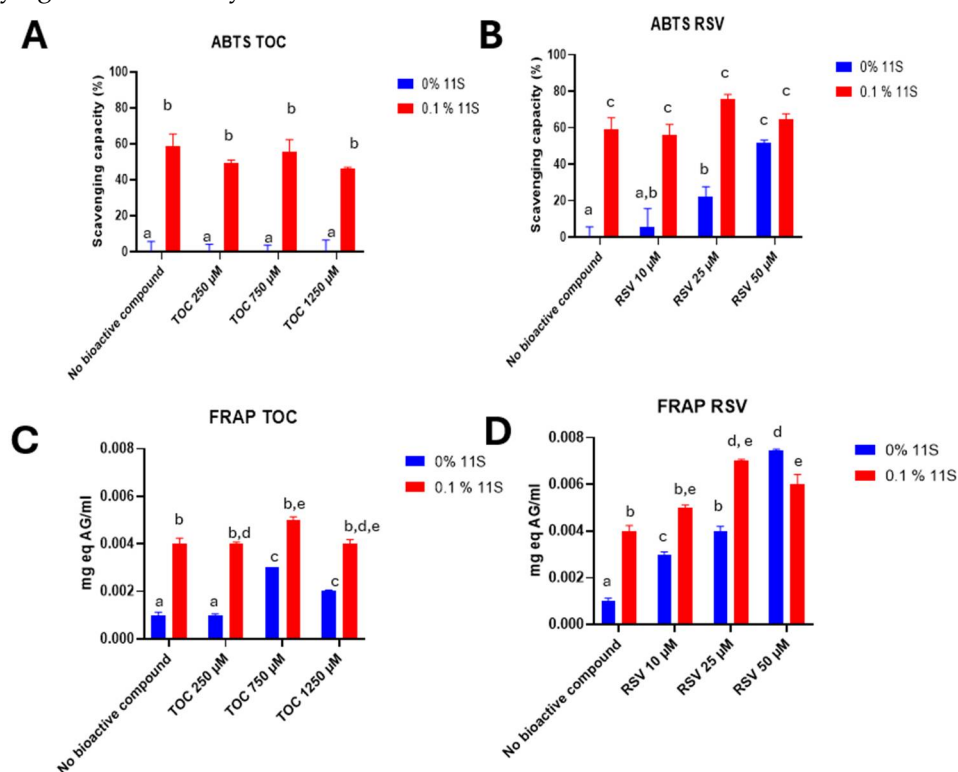 A
ABTS TOC
Scavenging capacity (%)
100
80
60
40
20
0
a
b
a
b
a
b
a
b
No bioactive compound
TOC 250 µM
TOC 750 µM
TOC 1250 µM
0% 11S
0.1 % 11S
B
ABTS RSV
Scavenging capacity (%)
100
80
60
40
20
0
a
c
a,b
c
b
c
c
c
No bioactive compound
RSV 10 µM
RSV 25 µM
RSV 50 µM
0% 11S
0.1 % 11S
C
FRAP TOC
mg eq AG/ml
0.008
0.006
0.004
0.002
0.000
a
b
a
b,d
c
b,e
c
b,d,e
No bioactive compound
TOC 250 µM
TOC 750 µM
TOC 1250 µM
0% 11S
0.1 % 11S
D
FRAP RSV
mg eq AG/ml
0.008
0.006
0.004
0.002
0.000
a
b
c
b,e
b
d, e
d
e
No bioactive compound
RSV 10 µM
RSV 25 µM
RSV 50 µM
0% 11S
0.1 % 11S